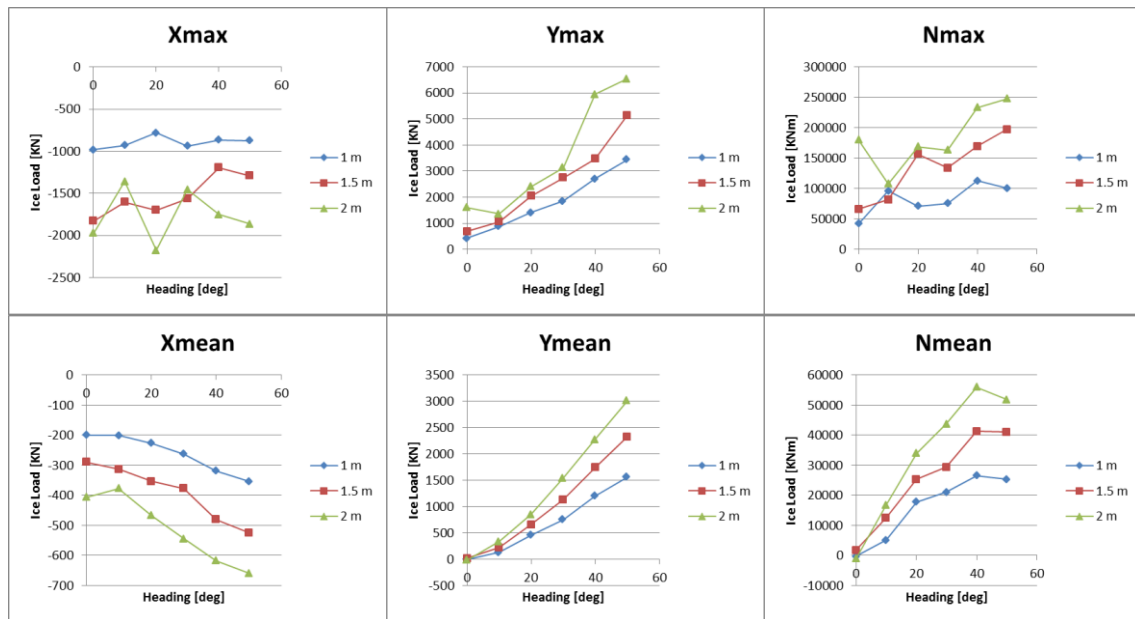 Xmax
0
0 20 40 60
-500
-1000
-1500
-2000
-2500
Ice Load [KN]
Heading [deg]
1 m
1.5 m
2 m
Ymax
7000
6000
5000
4000
3000
2000
1000
0
0 20 40 60
Ice Load [KN]
Heading [deg]
1 m
1.5 m
2 m
Nmax
300000
250000
200000
150000
100000
50000
0
0 20 40 60
Ice Load [KNm]
Heading [deg]
1 m
1.5 m
2 m
Xmean
0
0 20 40 60
-100
-200
-300
-400
-500
-600
-700
Ice Load [KN]
Heading [deg]
1 m
1.5 m
2 m
Ymean
3500
3000
2500
2000
1500
1000
500
0
-500
0 20 40 60
Ice Load [KN]
Heading [deg]
1 m
1.5 m
2 m
Nmean
60000
50000
40000
30000
20000
10000
0
-10000
0 20 40 60
Ice Load [KNm]
Heading [deg]
1 m
1.5 m
2 m